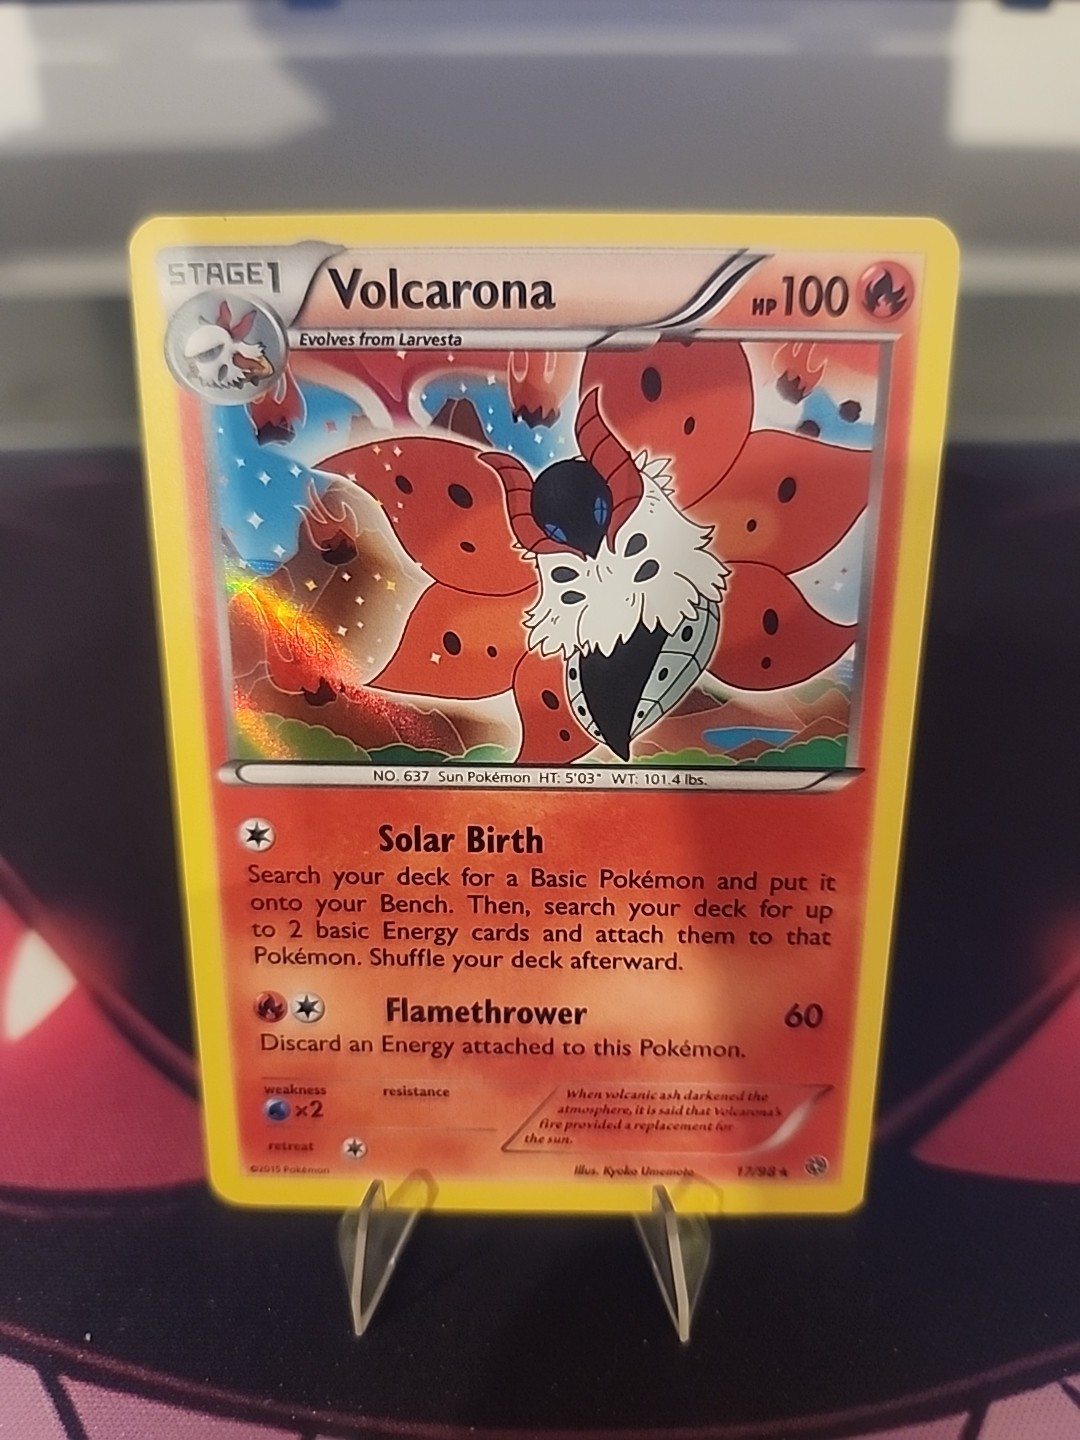 STAGE1
Volcarona
HP100
Evolves from Larvesta
NO. 637 Sun Pokémon HT: 5'03" WT: 101.4 lbs.
Solar Birth
Search your deck for a Basic Pokémon and put it
onto your Bench. Then, search your deck for up
to 2 basic Energy cards and attach them to that
Pokémon. Shuffle your deck afterward.
Flamethrower 60
Discard an Energy attached to this Pokémon.
weakness resistance
x2
retreat
When volcanic ash darkened the
atmosphere, it is said that Volcarona's
fire provided a replacement for
the sun.
©2015 Pokémon Illus. Kyoko Umemoto 17/98★